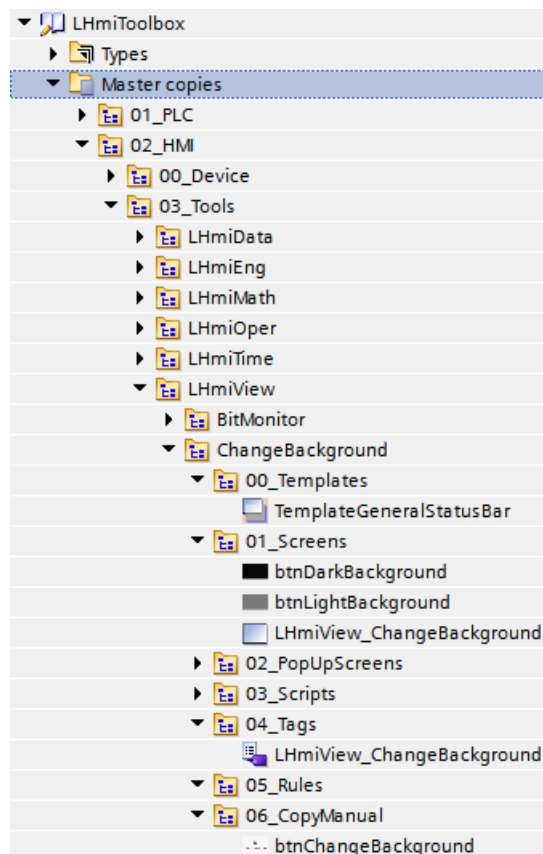 LHmiToolbox
Types
Master copies
01_PLC
02_HMI
00_Device
03_Tools
LHmiData
LHmiEng
LHmiMath
LHmiOper
LHmiTime
LHmiView
BitMonitor
ChangeBackground
00_Templates
TemplateGeneralStatusBar
01_Screens
btnDarkBackground
btnLightBackground
LHmiView_ChangeBackground
02_PopUpScreens
03_Scripts
04_Tags
LHmiView_ChangeBackground
05_Rules
06_CopyManual
btnChangeBackground